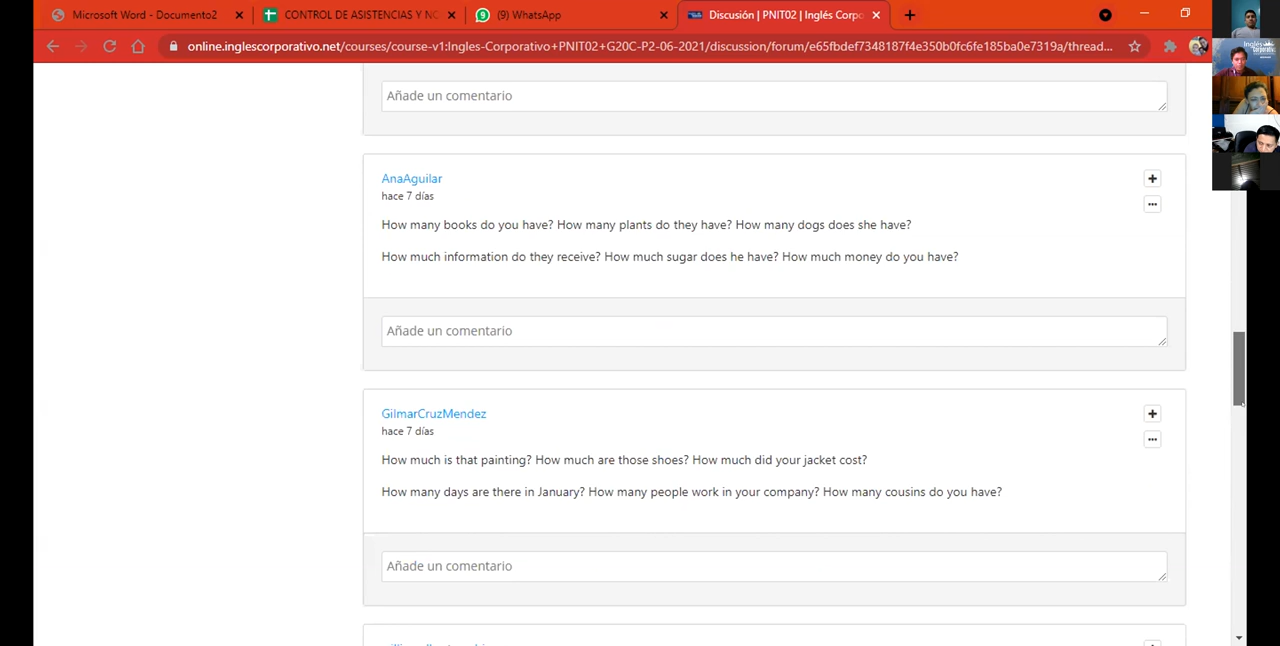 Microsoft Word - Documento2
CONTROL DE ASISTENCIAS Y NO
(9) WhatsApp
Discusión | PNIT02 | Inglés Corpo
online.inglescorporativo.net/courses/course-v1:Ingles-Corporativo+PNIT02+G20C-P2-06-2021/discussion/forum/e65fbdef7348187f4e350b0fc6fe185ba0e7319a/thread...
Añade un comentario
AnaAguilar
hace 7 días
How many books do you have? How many plants do they have? How many dogs does she have?
How much information do they receive? How much sugar does he have? How much money do you have?
Añade un comentario
GilmarCruzMendez
hace 7 días
How much is that painting? How much are those shoes? How much did your jacket cost?
How many days are there in January? How many people work in your company? How many cousins do you have?
Añade un comentario